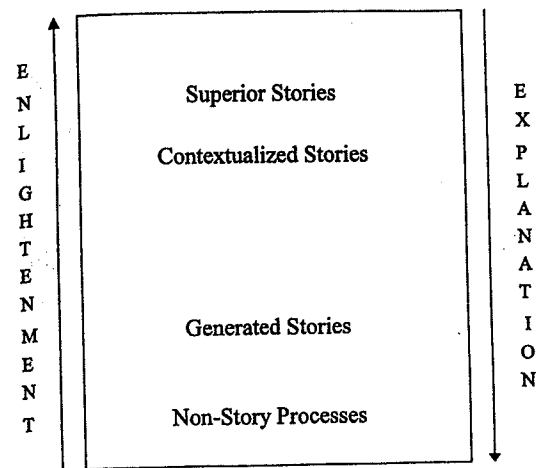 ENLIGHTENMENT
Superior Stories
Contextualized Stories
Generated Stories
Non-Story Processes
EXPLANATION